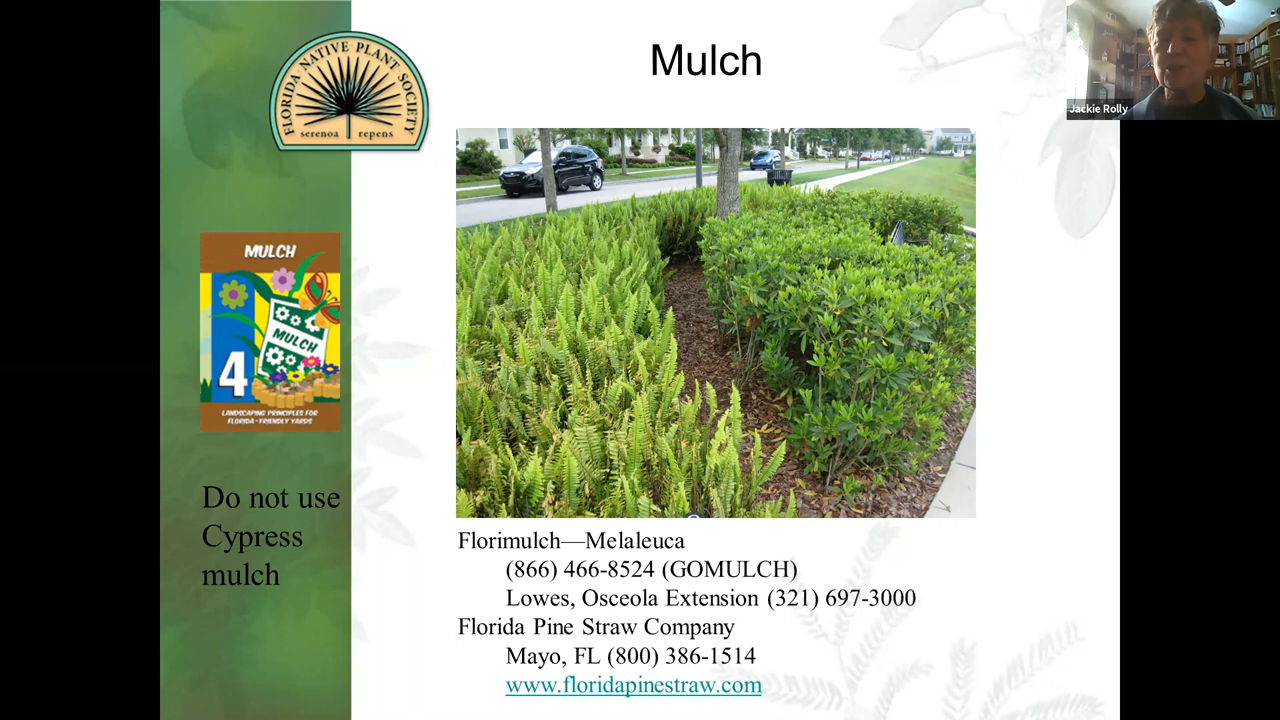 Mulch
FLORIDA NATIVE PLANT SOCIETY
serenoa repens
Jackie Rolly
MULCH
MULCH
4
LANDSCAPING PRINCIPLES FOR
FLORIDA-FRIENDLY YARDS
Do not use
Cypress
mulch
Florimulch—Melaleuca
(866) 466-8524 (GOMULCH)
Lowes, Osceola Extension (321) 697-3000
Florida Pine Straw Company
Mayo, FL (800) 386-1514
www.floridapinestraw.com